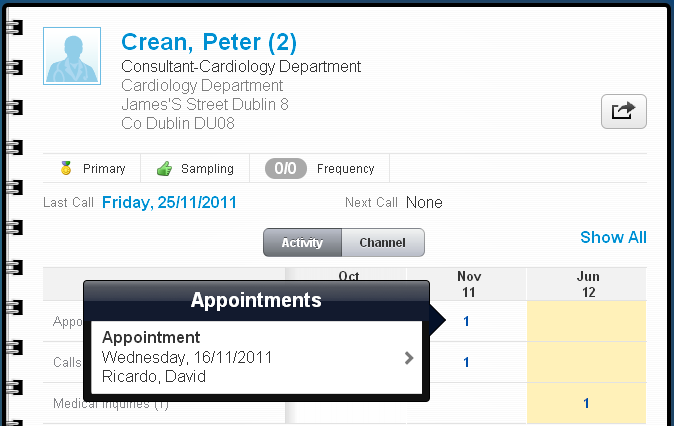 Crean, Peter (2)
Consultant-Cardiology Department
Cardiology Department
James'S Street Dublin 8
Co Dublin DU08
Primary Sampling 0/0 Frequency
Last Call Friday, 25/11/2011 Next Call None
Activity Channel
Show All
Oct Nov Jun
11 12
Appointments
Appo 1
Appointment
Wednesday, 16/11/2011
Ricardo, David
Calls 1
Medical Inquiries (1) 1